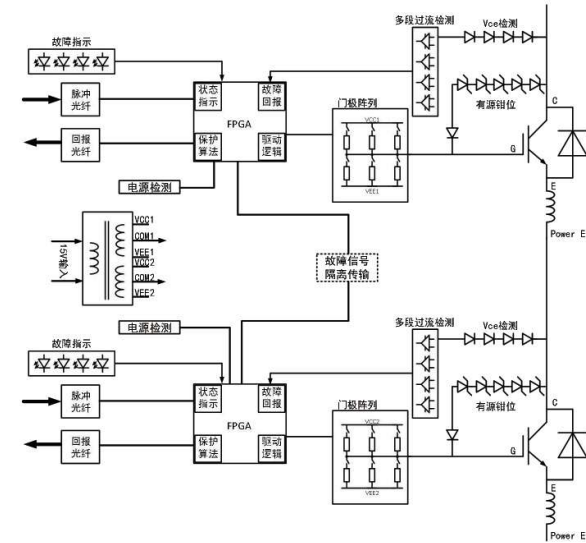 故障指示
脉冲
光纤
回报
光纤
状态
指示
故障
回报
FPGA
保护
算法
驱动
逻辑
电源检测
多段过流检测
Vce检测
门极阵列
VCC1
VEE1
有源钳位
C
G
E
Power E
15V输入
VCC1
COM1
VEE1
VCC2
COM2
VEE2
故障信号
隔离传输
电源检测
故障指示
脉冲
光纤
回报
光纤
状态
指示
故障
回报
FPGA
保护
算法
驱动
逻辑
多段过流检测
Vce检测
门极阵列
VCC2
VEE2
有源钳位
C
G
E
Power E